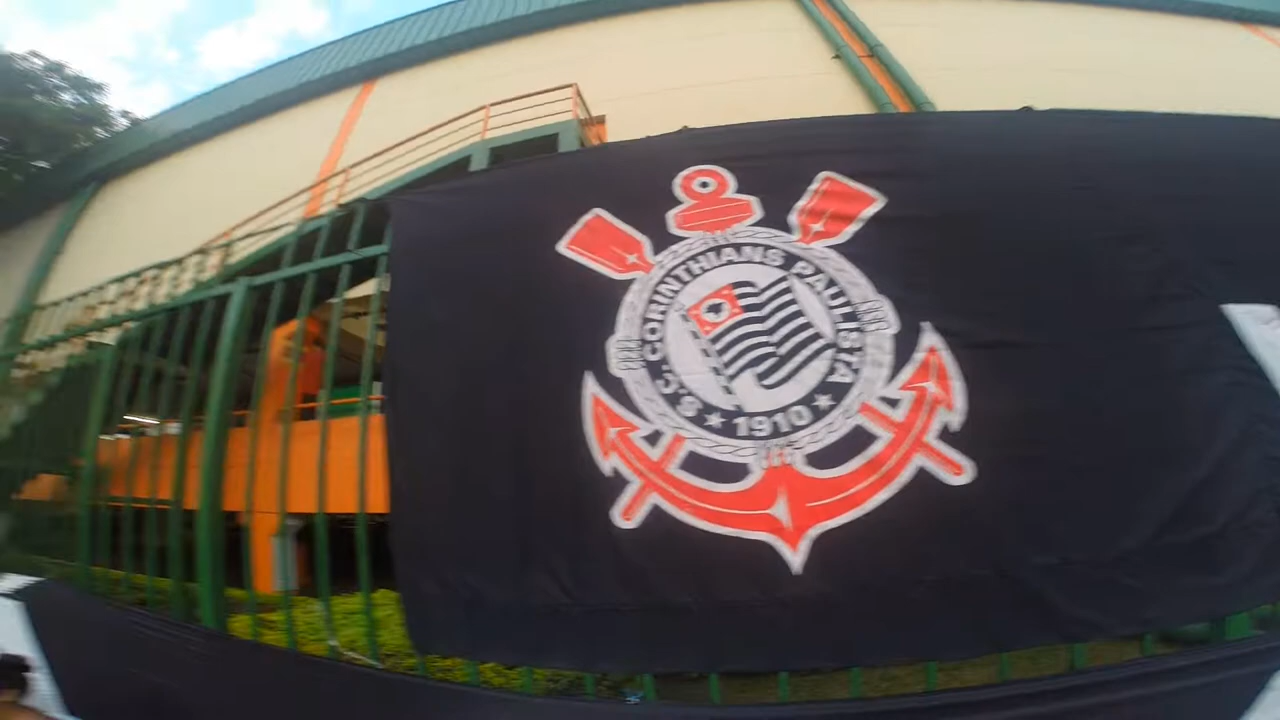 S.C. CORINTHIANS PAULISTA
★ 1910 ★